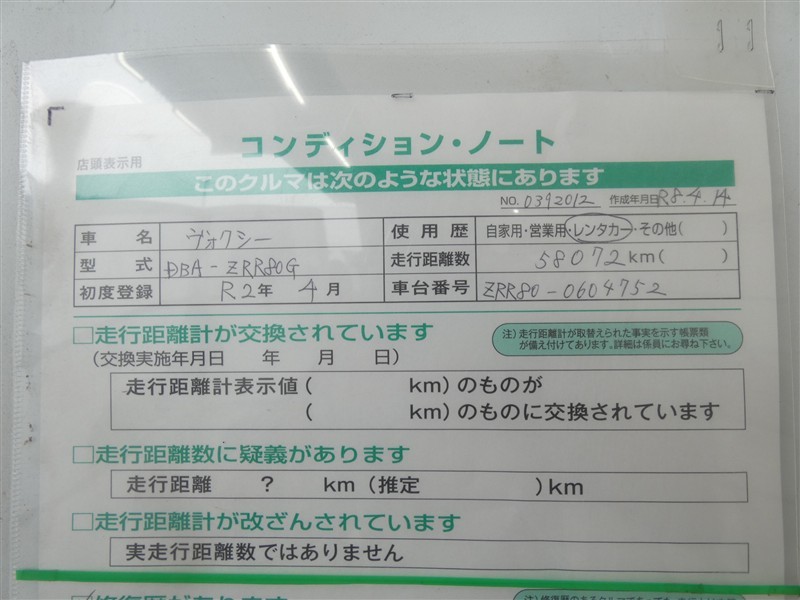 コンディション・ノート
店頭表示用
このクルマは次のような状態にあります
NO. 0392012 作成年月日R8.4.14
車名 ヴォクシー 使用歴 自家用・営業用・レンタカー・その他( )
型式 DBA-ZRR80G 走行距離数 58072km( )
初度登録 R2年 4月 車台番号 ZRR80-0604752
□走行距離計が交換されています
(交換実施年月日 年 月 日)
注)走行距離計が取替えられた事実を示す帳票類
が備え付けてあります。詳細は係員にお尋ね下さい。
走行距離計表示値( km)のものが
( km)のものに交換されています
□走行距離数に疑義があります
走行距離 ? km(推定 )km
□走行距離計が改ざんされています
実走行距離数ではありません
修復歴があります